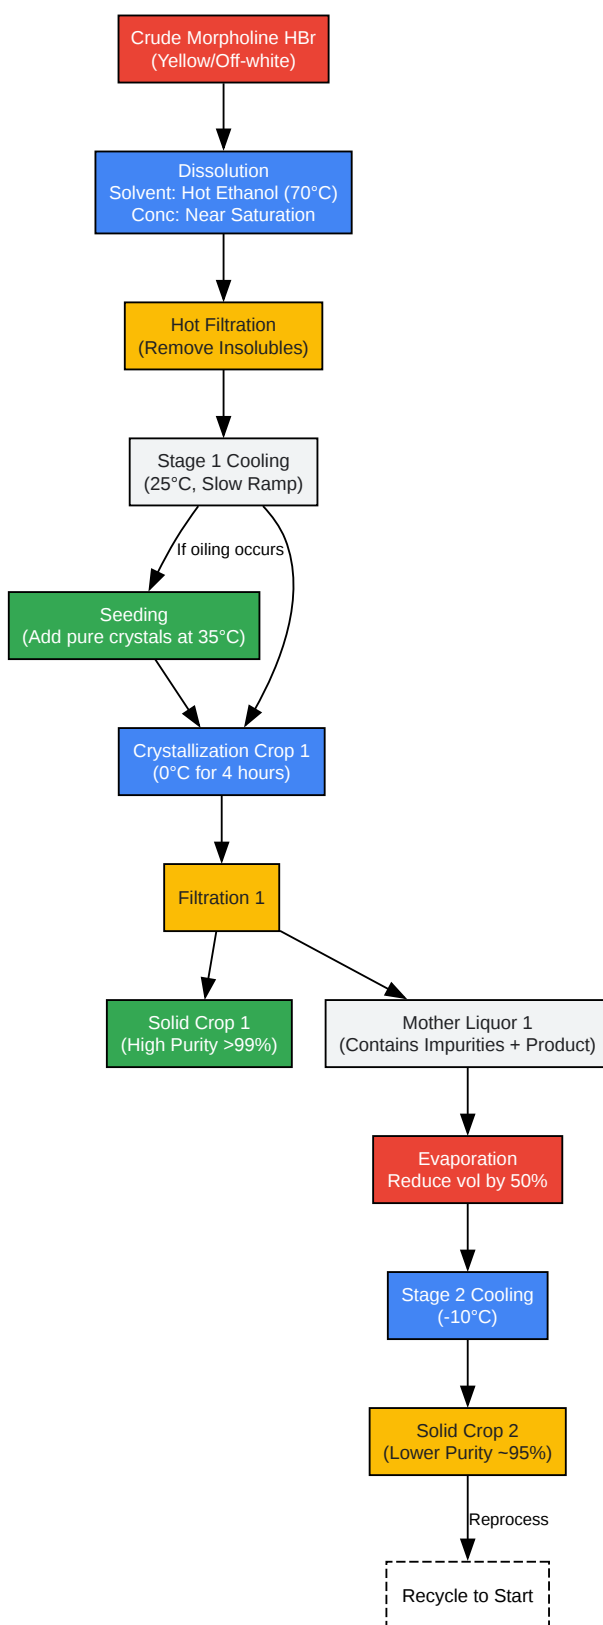 Crude Morpholine HBr
(Yellow/Off-white)
Dissolution
Solvent: Hot Ethanol (70°C)
Conc: Near Saturation
Hot Filtration
(Remove Insolubles)
Stage 1 Cooling
(25°C, Slow Ramp)
If oiling occurs
Seeding
(Add pure crystals at 35°C)
Crystallization Crop 1
(0°C for 4 hours)
Filtration 1
Solid Crop 1
(High Purity >99%)
Mother Liquor 1
(Contains Impurities + Product)
Evaporation
Reduce vol by 50%
Stage 2 Cooling
(-10°C)
Solid Crop 2
(Lower Purity ~95%)
Reprocess
Recycle to Start